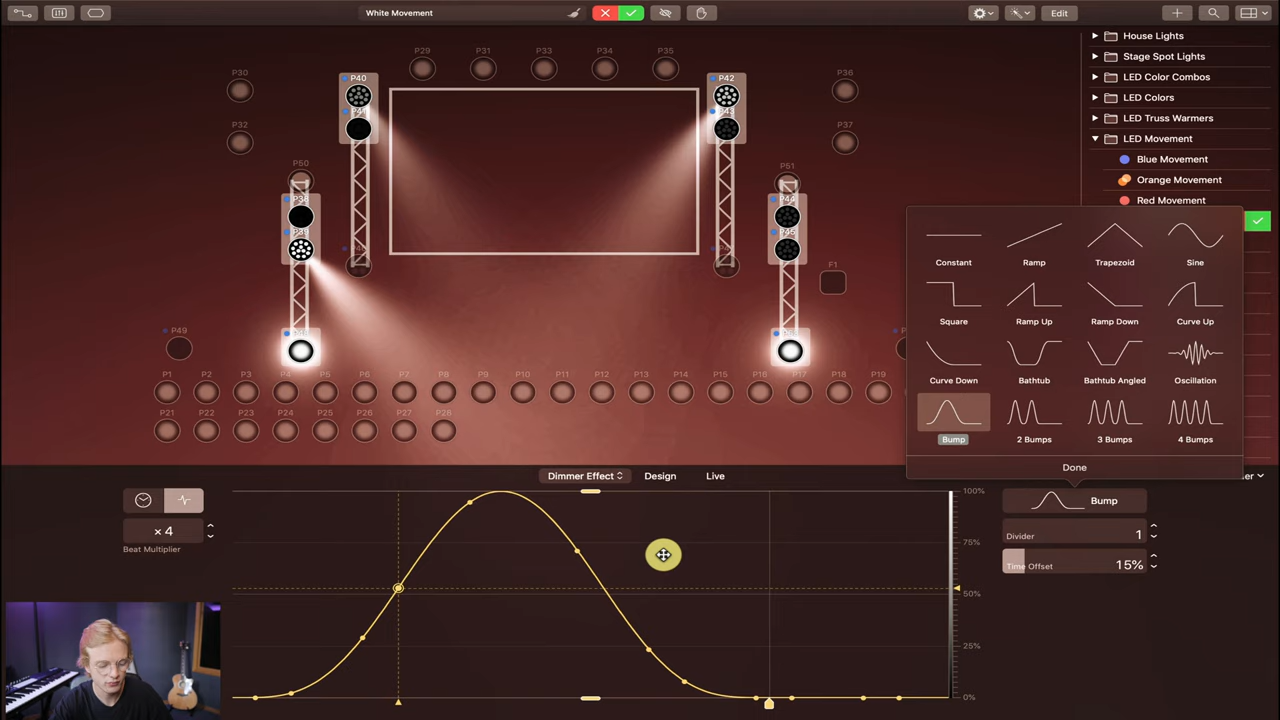 White Movement
Edit
P29 P31 P33 P34 P35
P30 P40 P42 P36
P32 P37
P50 P51
P38 P44
P39
F1
P49
P1 P2 P3 P4 P5 P6 P7 P8 P9 P10 P11 P12 P13 P14 P15 P16 P17 P18 P19
P21 P22 P23 P24 P25 P26 P27 P28
House Lights
Stage Spot Lights
LED Color Combos
LED Colors
LED Truss Warmers
LED Movement
Blue Movement
Orange Movement
Red Movement
Constant Ramp Trapezoid Sine
Square Ramp Up Ramp Down Curve Up
Curve Down Bathtub Bathtub Angled Oscillation
Bump 2 Bumps 3 Bumps 4 Bumps
Done
Dimmer Effect Design Live
× 4
Beat Multiplier
100%
75%
50%
25%
0%
Bump
Divider 1
Time Offset 15%